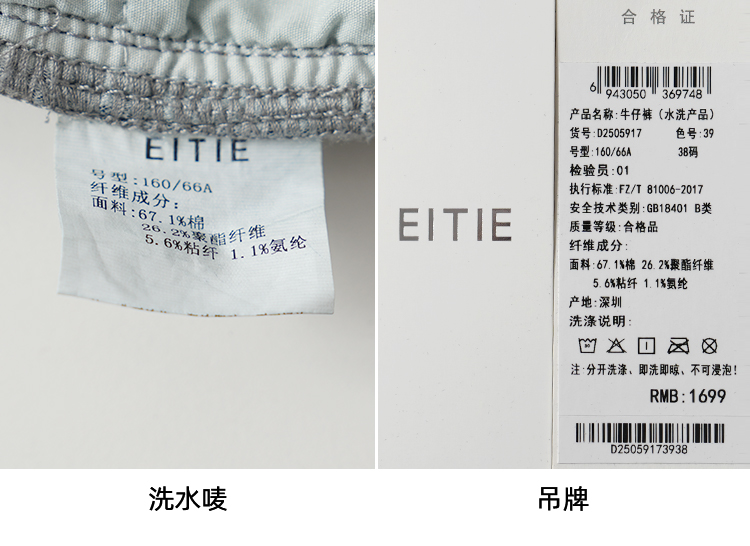 EITIE
号型:160/66A
纤维成分:
面料:67.1%棉
26.2%聚酯纤维
5.6%粘纤 1.1%氨纶
洗水唛
EITIE
合格证
6 943050 369748
产品名称:牛仔裤(水洗产品)
货号:D2505917 色号:39
号型:160/66A 38码
检验员:01
执行标准:FZ/T 81006-2017
安全技术类别:GB18401 B类
质量等级:合格品
纤维成分:
面料:67.1%棉 26.2%聚酯纤维
5.6%粘纤 1.1%氨纶
产地:深圳
洗涤说明:
注:分开洗涤、即洗即晾、不可浸泡!
RMB:1699
D25059173938
吊牌